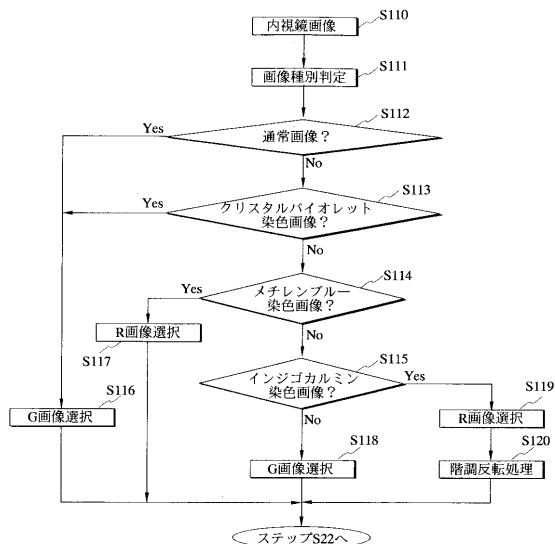 S110
内視鏡画像
S111
画像種別判定
S112
Yes
通常画像？
No
S113
Yes
クリスタルバイオレット
染色画像？
No
S114
Yes
メチレンブルー
染色画像？
R画像選択
No
S117
S115
インジゴカルミン
染色画像？
Yes
S116
S119
G画像選択
R画像選択
No
S118
S120
G画像選択
階調反転処理
ステップS22へ